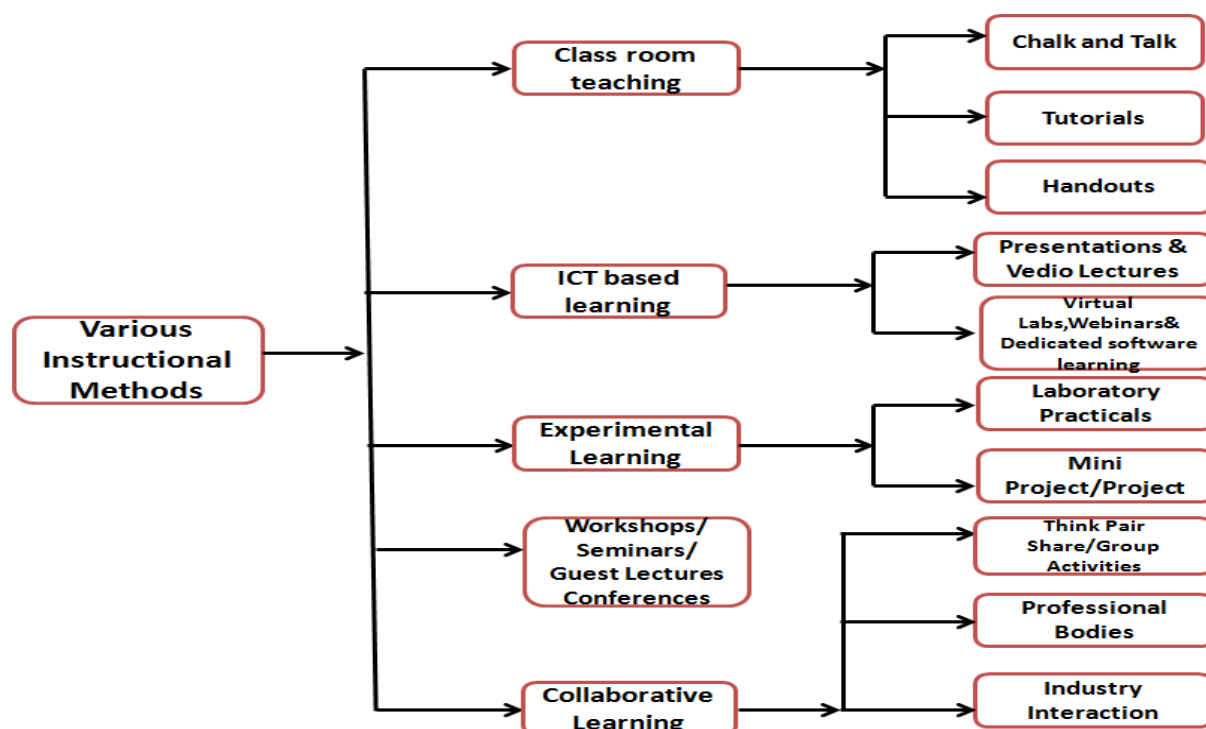 Various
Instructional
Methods
Class room
teaching
Chalk and Talk
Tutorials
Handouts
ICT based
learning
Presentations &
Vedio Lectures
Virtual
Labs,Webinars&
Dedicated software
learning
Experimental
Learning
Laboratory
Practicals
Mini
Project/Project
Workshops/
Seminars/
Guest Lectures
Conferences
Collaborative
Learning
Think Pair
Share/Group
Activities
Professional
Bodies
Industry
Interaction